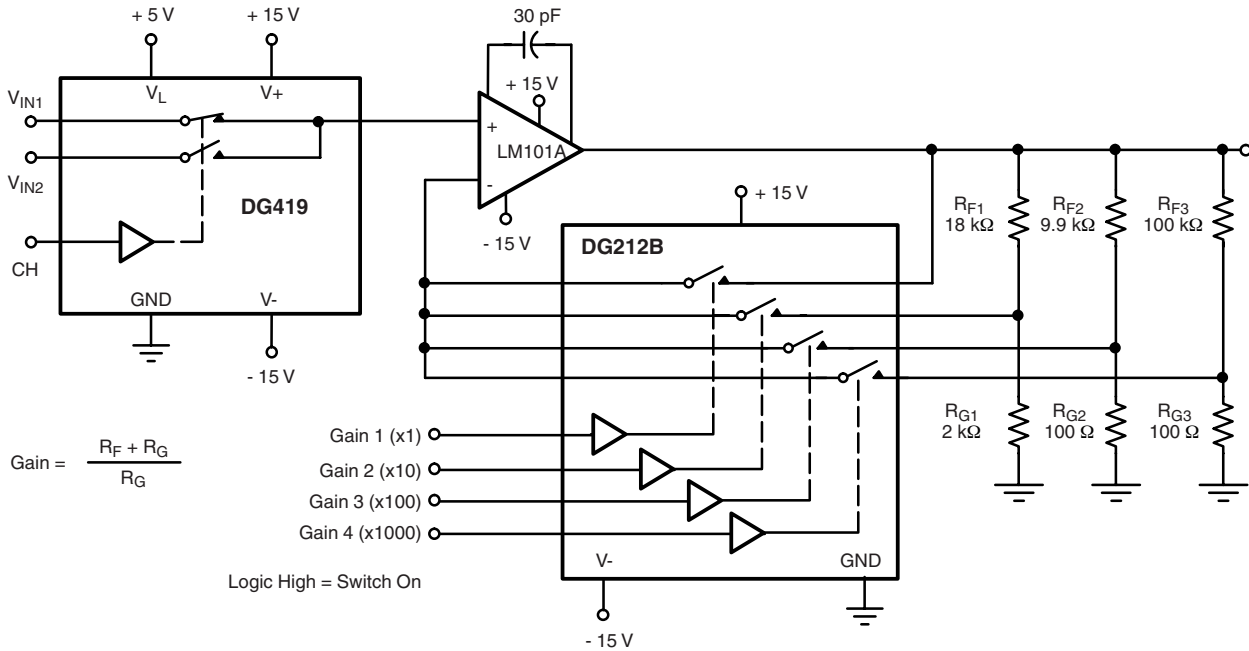 + 5 V
+ 15 V
30 pF
V_IN1
V_L
V+
V_IN2
DG419
CH
GND
V-
- 15 V
+ 15 V
+
LM101A
-
- 15 V
+ 15 V
DG212B
R_F1
18 kΩ
R_F2
9.9 kΩ
R_F3
100 kΩ
R_G1
2 kΩ
R_G2
100 Ω
R_G3
100 Ω
Gain = R_F + R_G
R_G
Gain 1 (x1)
Gain 2 (x10)
Gain 3 (x100)
Gain 4 (x1000)
Logic High = Switch On
V-
GND
- 15 V